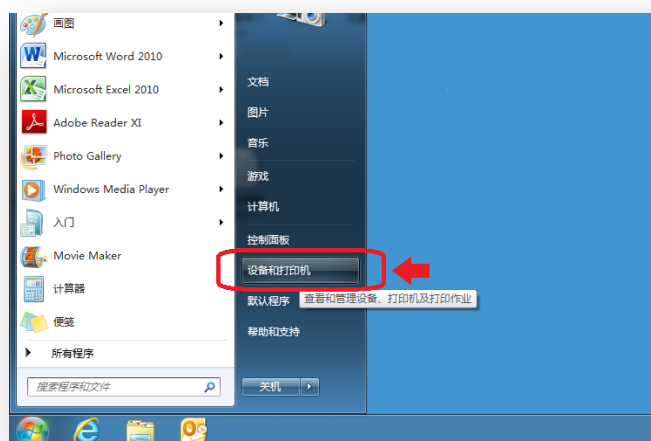 画图
Microsoft Word 2010
Microsoft Excel 2010
Adobe Reader XI
Photo Gallery
Windows Media Player
入门
Movie Maker
计算器
便笺
所有程序
搜索程序和文件
文档
图片
音乐
游戏
计算机
控制面板
设备和打印机
默认程序
查看和管理设备、打印机及打印作业
帮助和支持
关机